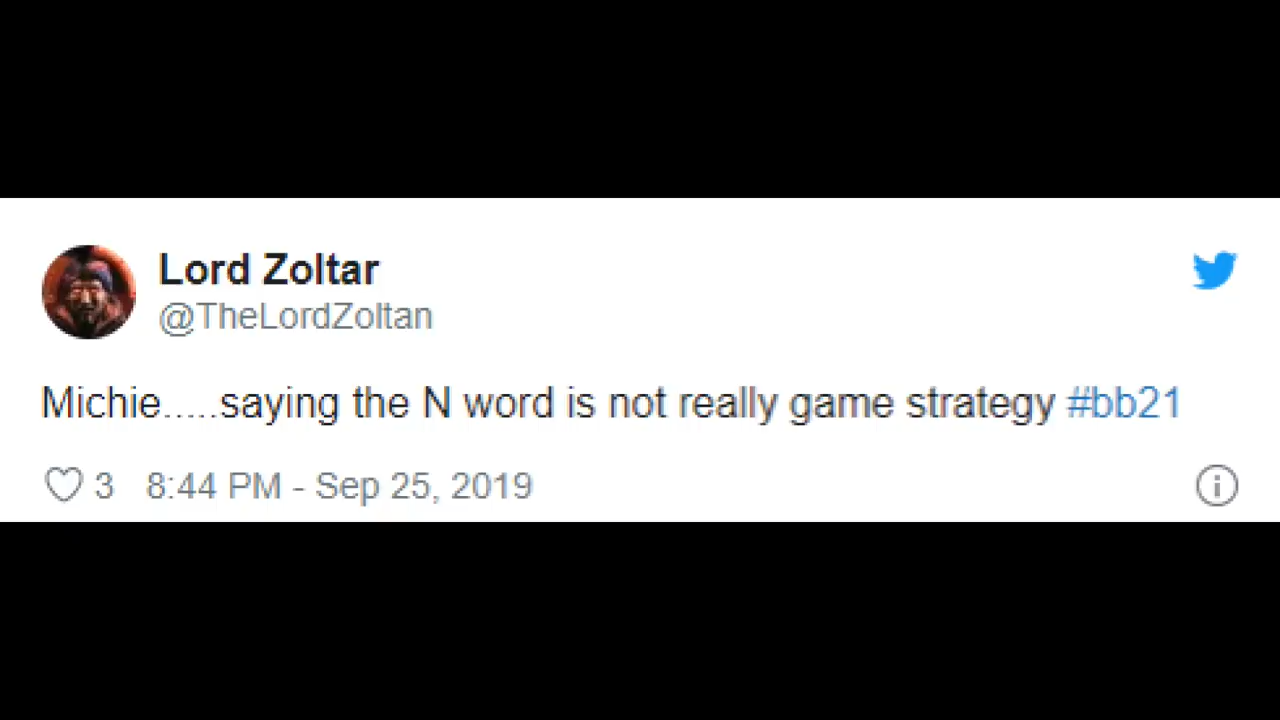 Lord Zoltar
@TheLordZoltan
Michie.....saying the N word is not really game strategy #bb21
3 8:44 PM - Sep 25, 2019